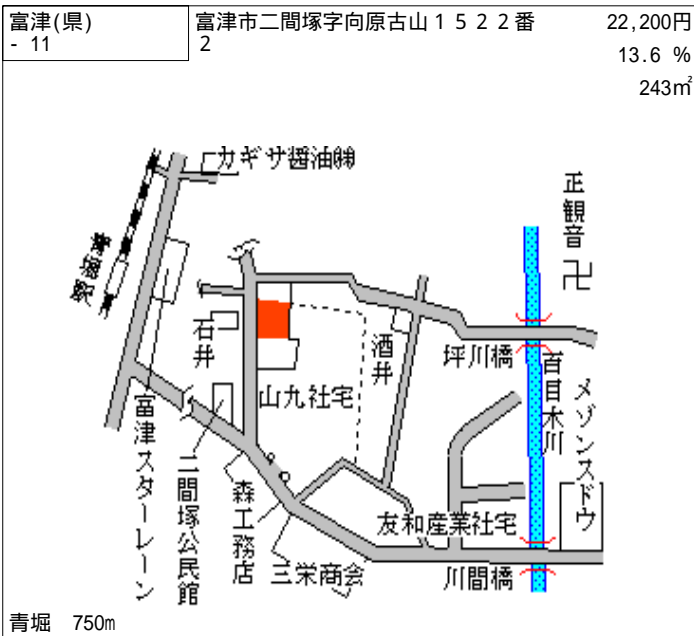 富津(県)
- 11
富津市二間塚字向原古山１５２２番
2
22,200円
13.6 %
243㎡
カギサ醤油㈱
正観音
卍
石井
酒井
坪川橋
百目木川
メゾンスドウ
山九社宅
富津スターレーン
二間塚公民館
森工務店
三栄商会
友和産業社宅
川間橋
青堀　750m